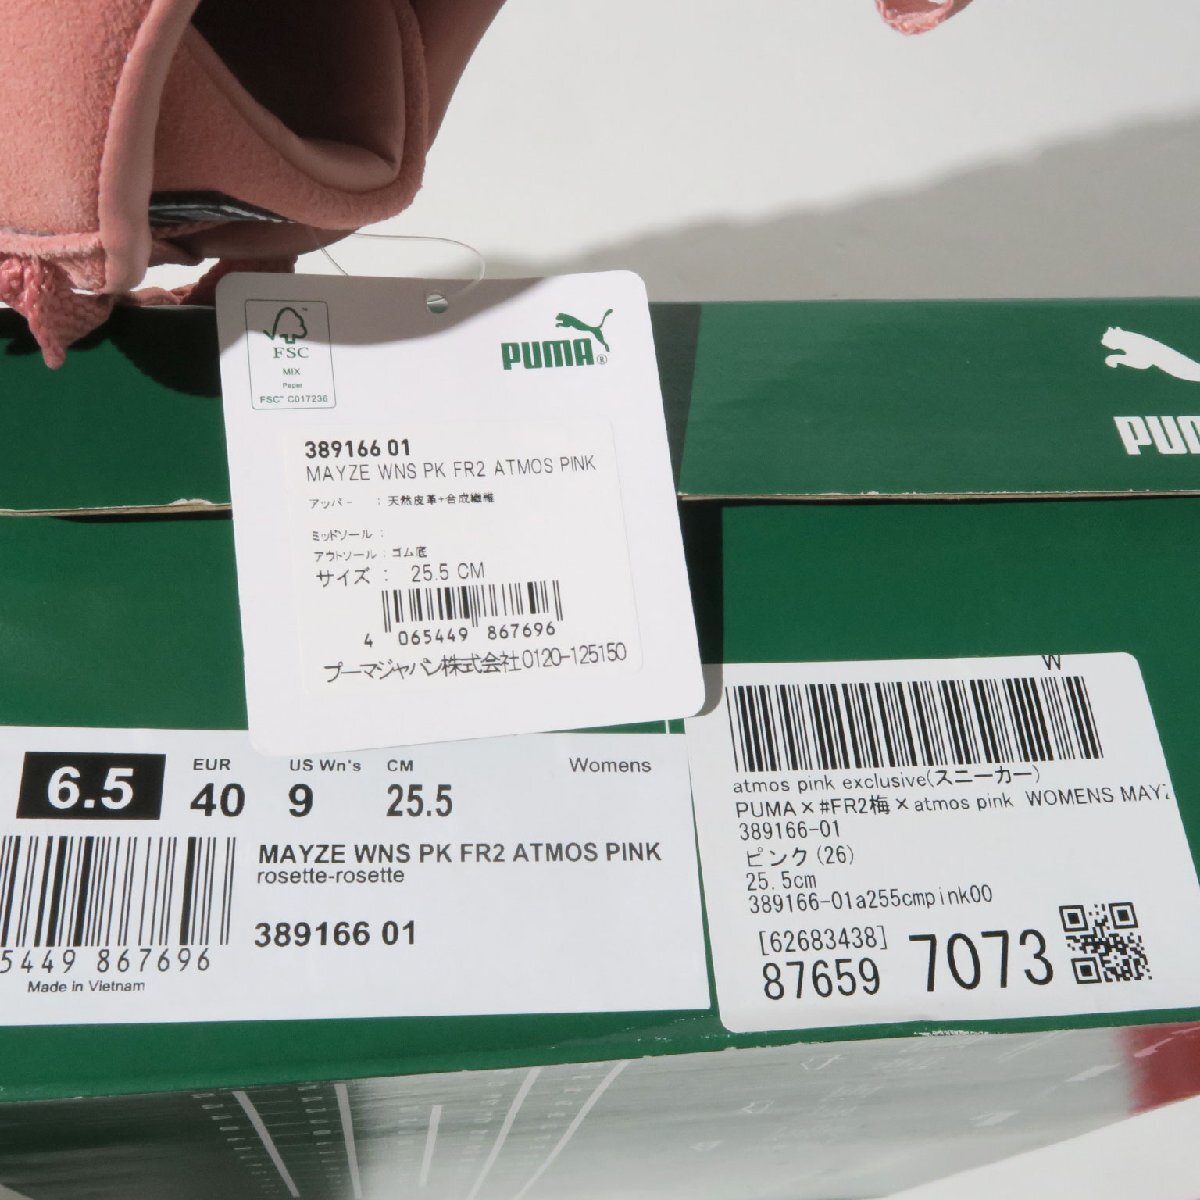 FSC
MIX
Paper
FSC™ C017236
PUMA®
389166 01
MAYZE WNS PK FR2 ATMOS PINK
アッパー : 天然皮革+合成繊維
ミッドソール :
アウトソール : ゴム底
サイズ : 25.5 CM
4 065449 867696
プーマジャパン株式会社0120-125150
6.5
EUR
40
US Wn's
9
CM
25.5
Womens
MAYZE WNS PK FR2 ATMOS PINK
rosette-rosette
389166 01
5449 867696
Made in Vietnam
W
atmos pink exclusive(スニーカー)
PUMA×#FR2梅×atmos pink WOMENS MAYZ
389166-01
ピンク(26)
25.5cm
389166-01a255cmpink00
[62683438]
87659 7073